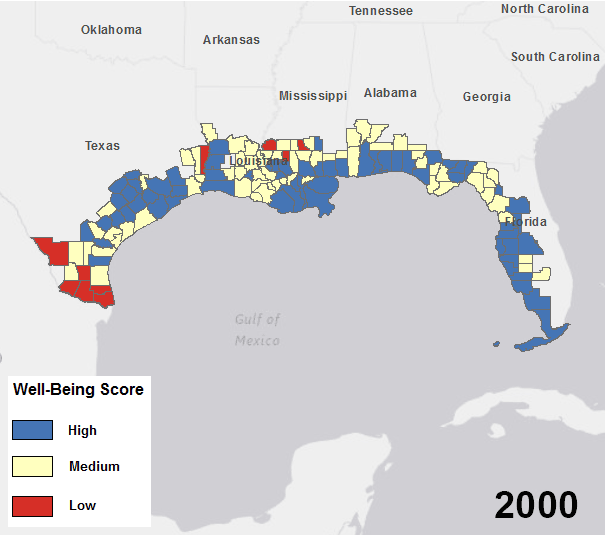 Tennessee
North Carolina
Oklahoma
Arkansas
South Carolina
Mississippi
Alabama
Georgia
Texas
Louisiana
Florida
Gulf of
Mexico
Well-Being Score
High
Medium
Low
2000